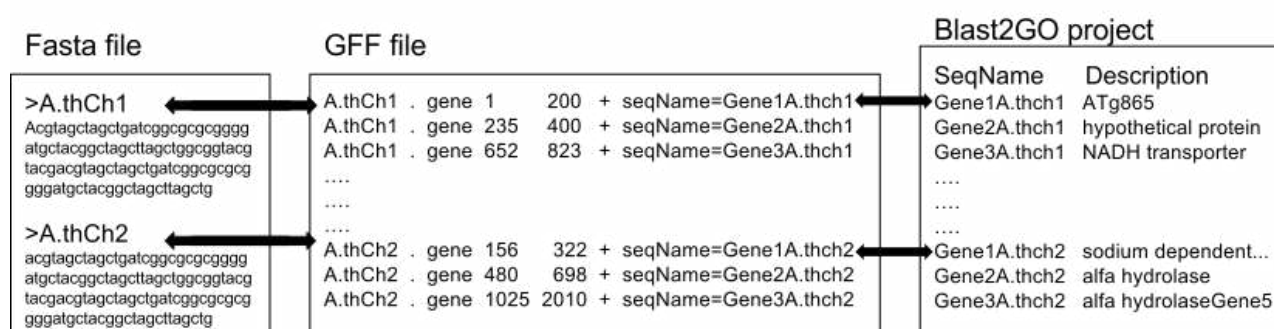 Fasta file
>A.thCh1
Acgtagctagctgatcggcgcgcgggg
atgctacggctagcttagctggcggtacg
tacgacgtagctagctgatcggcgcgcg
gggatgctacggctagcttagctg
>A.thCh2
acgtagctagctgatcggcgcgcgggg
atgctacggctagcttagctggcggtacg
tacgacgtagctagctgatcggcgcgcg
gggatgctacggctagcttagctg
GFF file
A.thCh1 . gene 1 200 + seqName=Gene1A.thch1
A.thCh1 . gene 235 400 + seqName=Gene2A.thch1
A.thCh1 . gene 652 823 + seqName=Gene3A.thch1
....
....
....
A.thCh2 . gene 156 322 + seqName=Gene1A.thch2
A.thCh2 . gene 480 698 + seqName=Gene2A.thch2
A.thCh2 . gene 1025 2010 + seqName=Gene3A.thch2
Blast2GO project
SeqName Description
Gene1A.thch1 ATg865
Gene2A.thch1 hypothetical protein
Gene3A.thch1 NADH transporter
....
....
....
Gene1A.thch2 sodium dependent...
Gene2A.thch2 alfa hydrolase
Gene3A.thch2 alfa hydrolaseGene5